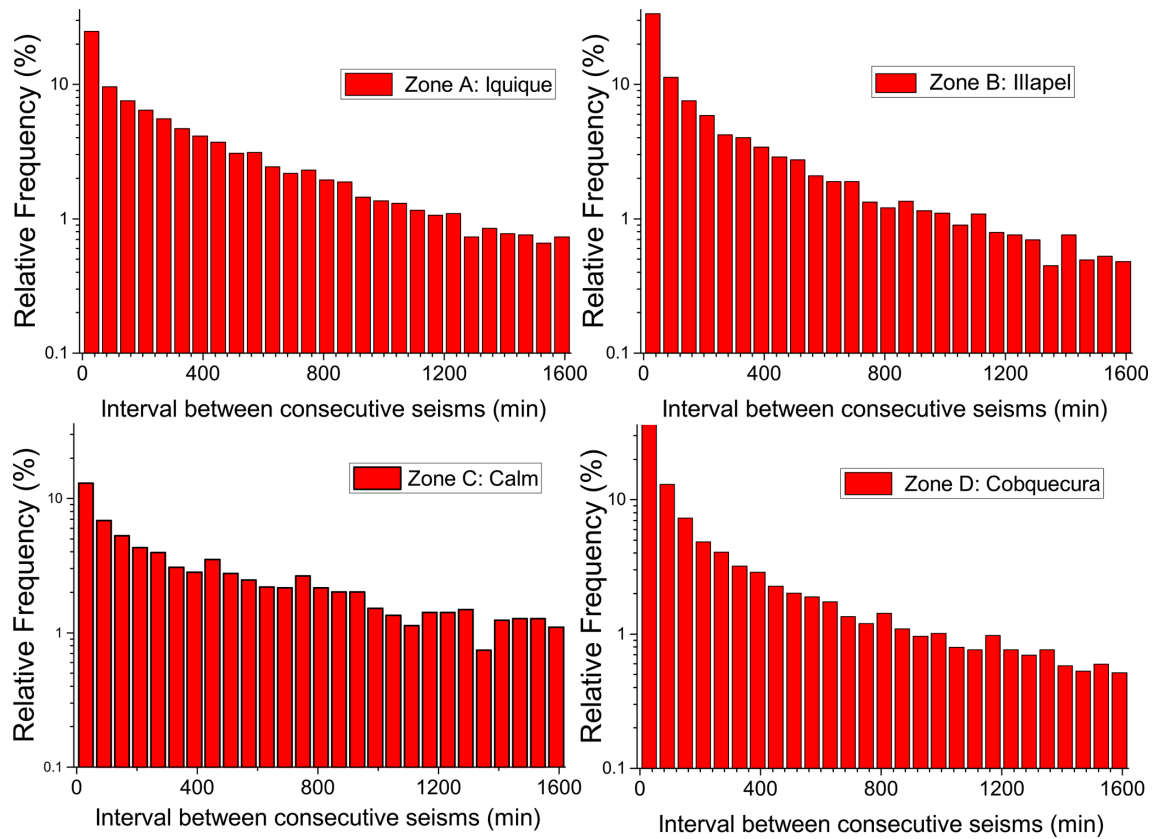 Relative Frequency (%)
10
1
0.1
Zone A: Iquique
0
400
800
1200
1600
Interval between consecutive seisms (min)
Relative Frequency (%)
10
1
0.1
Zone B: Illapel
0
400
800
1200
1600
Interval between consecutive seisms (min)
Relative Frequency (%)
10
1
0.1
Zone C: Calm
0
400
800
1200
1600
Interval between consecutive seisms (min)
Relative Frequency (%)
10
1
0.1
Zone D: Cobquecura
0
400
800
1200
1600
Interval between consecutive seisms (min)